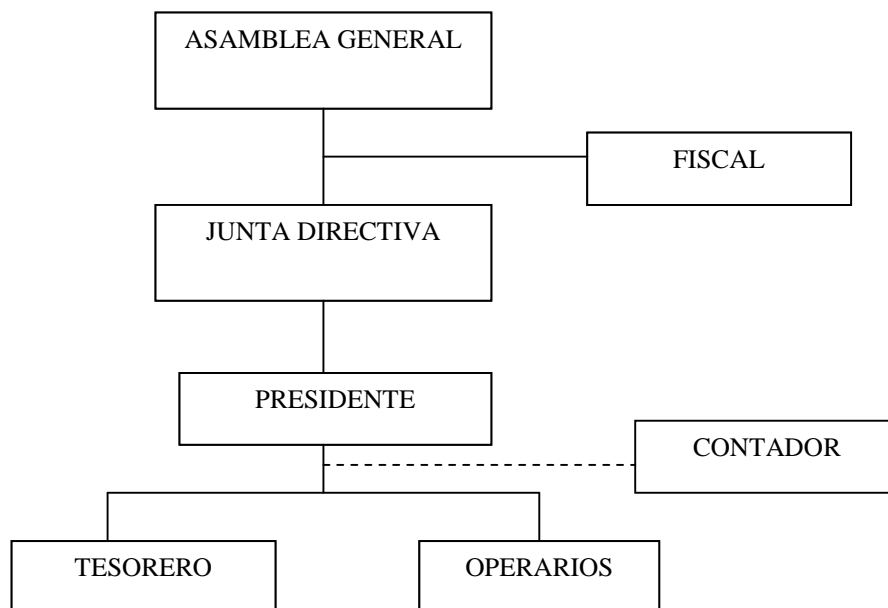 ASAMBLEA GENERAL
FISCAL
JUNTA DIRECTIVA
PRESIDENTE
CONTADOR
TESORERO
OPERARIOS